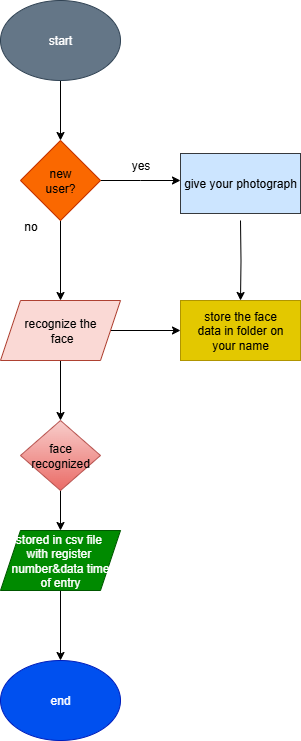 start
new
user?
yes
give your photograph
no
recognize the
face
store the face
data in folder on
your name
face
recognized
stored in csv file
with register
number&data time
of entry
end